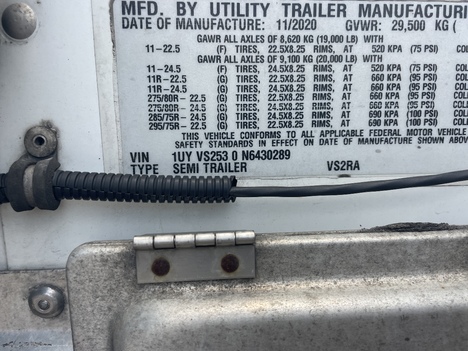 MFD. BY UTILITY TRAILER MANUFACTUR
DATE OF MANUFACTURE: 11/2020 GVWR: 29,500 KG (
GAWR ALL AXLES OF 8,620 KG (19,000 LB) WITH
11-22.5 (F) TIRES, 22.5X8.25 RIMS, AT 520 KPA (75 PSI) COL
GAWR ALL AXLES OF 9,100 KG (20,000 LB) WITH
11-24.5 (F) TIRES, 24.5X8.25 RIMS, AT 520 KPA (75 PSI) COL
11R-22.5 (G) TIRES, 22.5X8.25 RIMS, AT 660 KPA (95 PSI) COL
11R-24.5 (G) TIRES, 24.5X8.25 RIMS, AT 660 KPA (95 PSI) COL
275/80R-22.5 (G) TIRES, 22.5X8.25 RIMS, AT 660 KPA (95 PSI) COL
275/80R-24.5 (G) TIRES, 24.5X8.25 RIMS, AT 660 KPA (95 PSI) COL
285/75R-24.5 (G) TIRES, 24.5X8.25 RIMS, AT 690 KPA (100 PSI) COL
295/75R-22.5 (G) TIRES, 22.5X8.25 RIMS, AT 690 KPA (100 PSI) COL
THIS VEHICLE CONFORMS TO ALL APPLICABLE FEDERAL MOTOR VEHICLE
SAFETY STANDARDS IN EFFECT ON DATE OF MANUFACTURE SHOWN ABOVE
VIN 1UY VS253 0 N6430289
TYPE SEMI TRAILER VS2RA